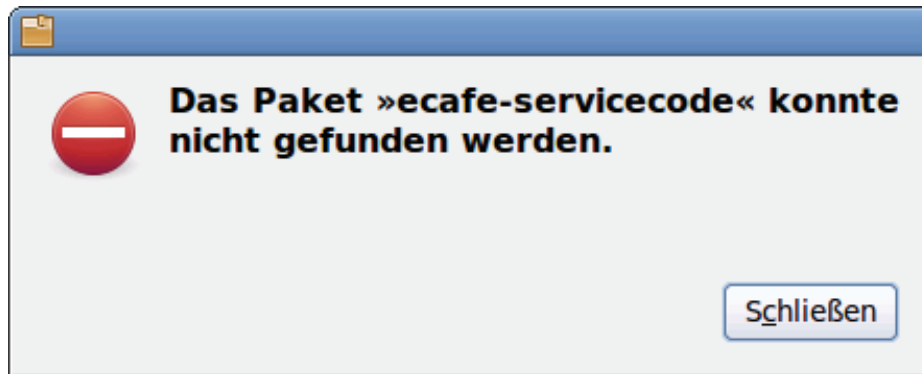 Das Paket »ecafe-servicecode« konnte
nicht gefunden werden.
Schließen